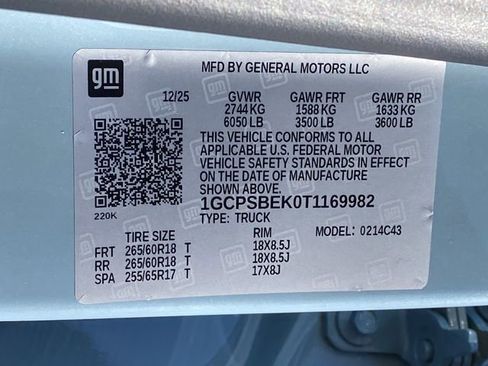 gm
MFD BY GENERAL MOTORS LLC
12/25 GVWR GAWR FRT GAWR RR
2744 KG 1588 KG 1633 KG
6050 LB 3500 LB 3600 LB
THIS VEHICLE CONFORMS TO ALL
APPLICABLE U.S. FEDERAL MOTOR
VEHICLE SAFETY STANDARDS IN EFFECT
ON THE DATE OF MANUFACTURE
SHOWN ABOVE.
1GCPSBEK0T1169982
220K TYPE: TRUCK
TIRE SIZE RIM MODEL: 0214C43
FRT 265/60R18 T 18X8.5J
RR 265/60R18 T 18X8.5J
SPA 255/65R17 T 17X8J